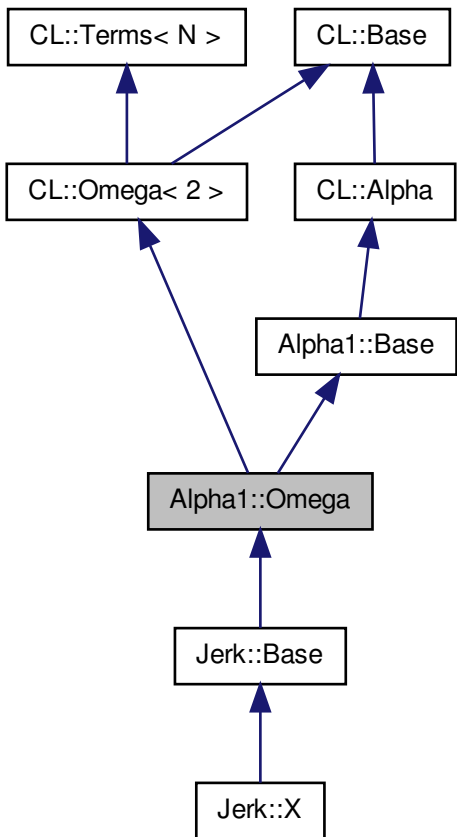 CL::Terms< N >
CL::Base
CL::Omega< 2 >
CL::Alpha
Alpha1::Base
Alpha1::Omega
Jerk::Base
Jerk::X